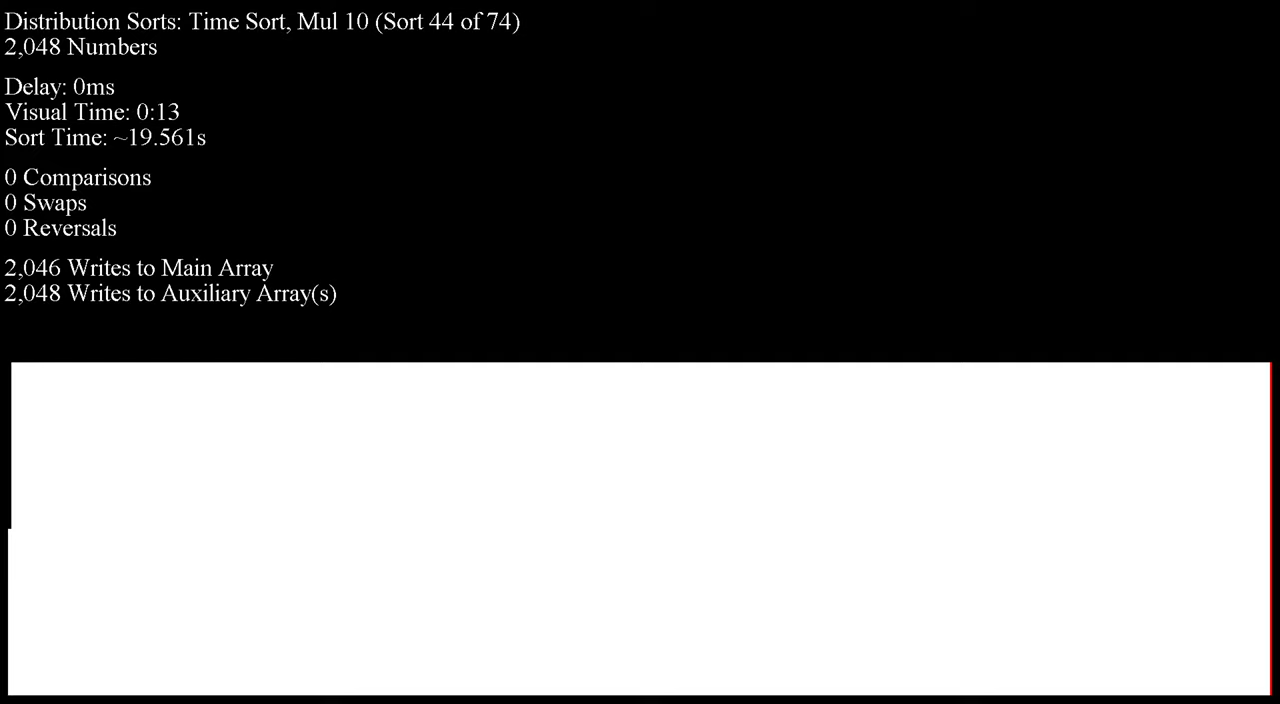 Distribution Sorts: Time Sort, Mul 10 (Sort 44 of 74)
2,048 Numbers
Delay: 0ms
Visual Time: 0:13
Sort Time: ~19.561s
0 Comparisons
0 Swaps
0 Reversals
2,046 Writes to Main Array
2,048 Writes to Auxiliary Array(s)